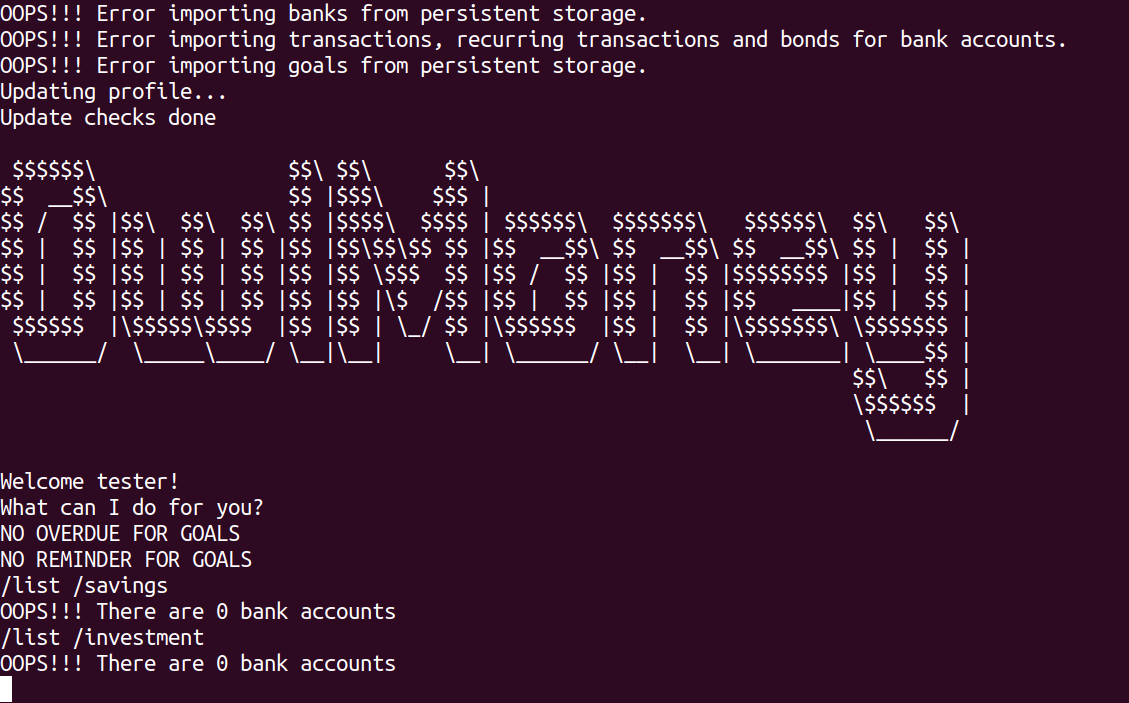 OOPS!!! Error importing banks from persistent storage.
OOPS!!! Error importing transactions, recurring transactions and bonds for bank accounts.
OOPS!!! Error importing goals from persistent storage.
Updating profile...
Update checks done
 $$$$$$\                $$\ $$\      $$\
$$  __$$\               $$ |$$$\    $$$ |
$$ /  $$ |$$\  $$\  $$\ $$ |$$$$\  $$$$ | $$$$$$\  $$$$$$$\   $$$$$$\  $$\   $$\
$$ |  $$ |$$ | $$ | $$ |$$ |$$\$$\$$ $$ |$$  __$$\ $$  __$$\ $$  __$$\ $$ |  $$ |
$$ |  $$ |$$ | $$ | $$ |$$ |$$ \$$$  $$ |$$ /  $$ |$$ |  $$ |$$$$$$$$ |$$ |  $$ |
$$ |  $$ |$$ | $$ | $$ |$$ |$$ |\$  /$$ |$$ |  $$ |$$ |  $$ |$$   ____|$$ |  $$ |
 $$$$$$  |\$$$$$\$$$$  |$$ |$$ | \_/ $$ |\$$$$$$  |$$ |  $$ |\$$$$$$$\ \$$$$$$$ |
 \______/  \_____\____/ \__|\__|     \__| \______/ \__|  \__| \_______| \____$$ |
                                                                       $$\   $$ |
                                                                       \$$$$$$  |
                                                                        \______/
Welcome tester!
What can I do for you?
NO OVERDUE FOR GOALS
NO REMINDER FOR GOALS
/list /savings
OOPS!!! There are 0 bank accounts
/list /investment
OOPS!!! There are 0 bank accounts